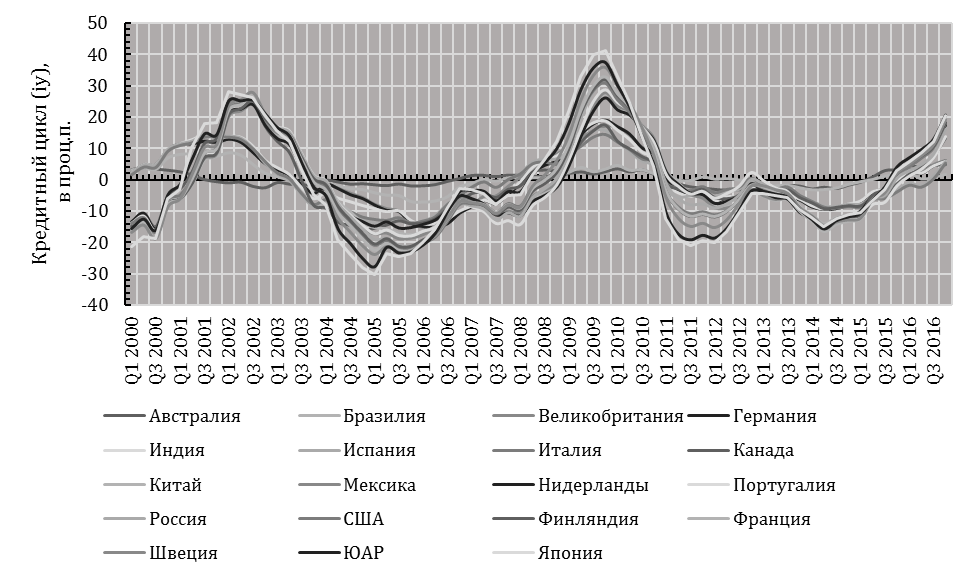 Кредитный цикл (iy),
в проц.п.
50
40
30
20
10
0
-10
-20
-30
-40
Q1 2000
Q3 2000
Q1 2001
Q3 2001
Q1 2002
Q3 2002
Q1 2003
Q3 2003
Q1 2004
Q3 2004
Q1 2005
Q3 2005
Q1 2006
Q3 2006
Q1 2007
Q3 2007
Q1 2008
Q3 2008
Q1 2009
Q3 2009
Q1 2010
Q3 2010
Q1 2011
Q3 2011
Q1 2012
Q3 2012
Q1 2013
Q3 2013
Q1 2014
Q3 2014
Q1 2015
Q3 2015
Q1 2016
Q3 2016
Австралия Бразилия Великобритания Германия
Индия Испания Италия Канада
Китай Мексика Нидерланды Португалия
Россия США Финляндия Франция
Швеция ЮАР Япония